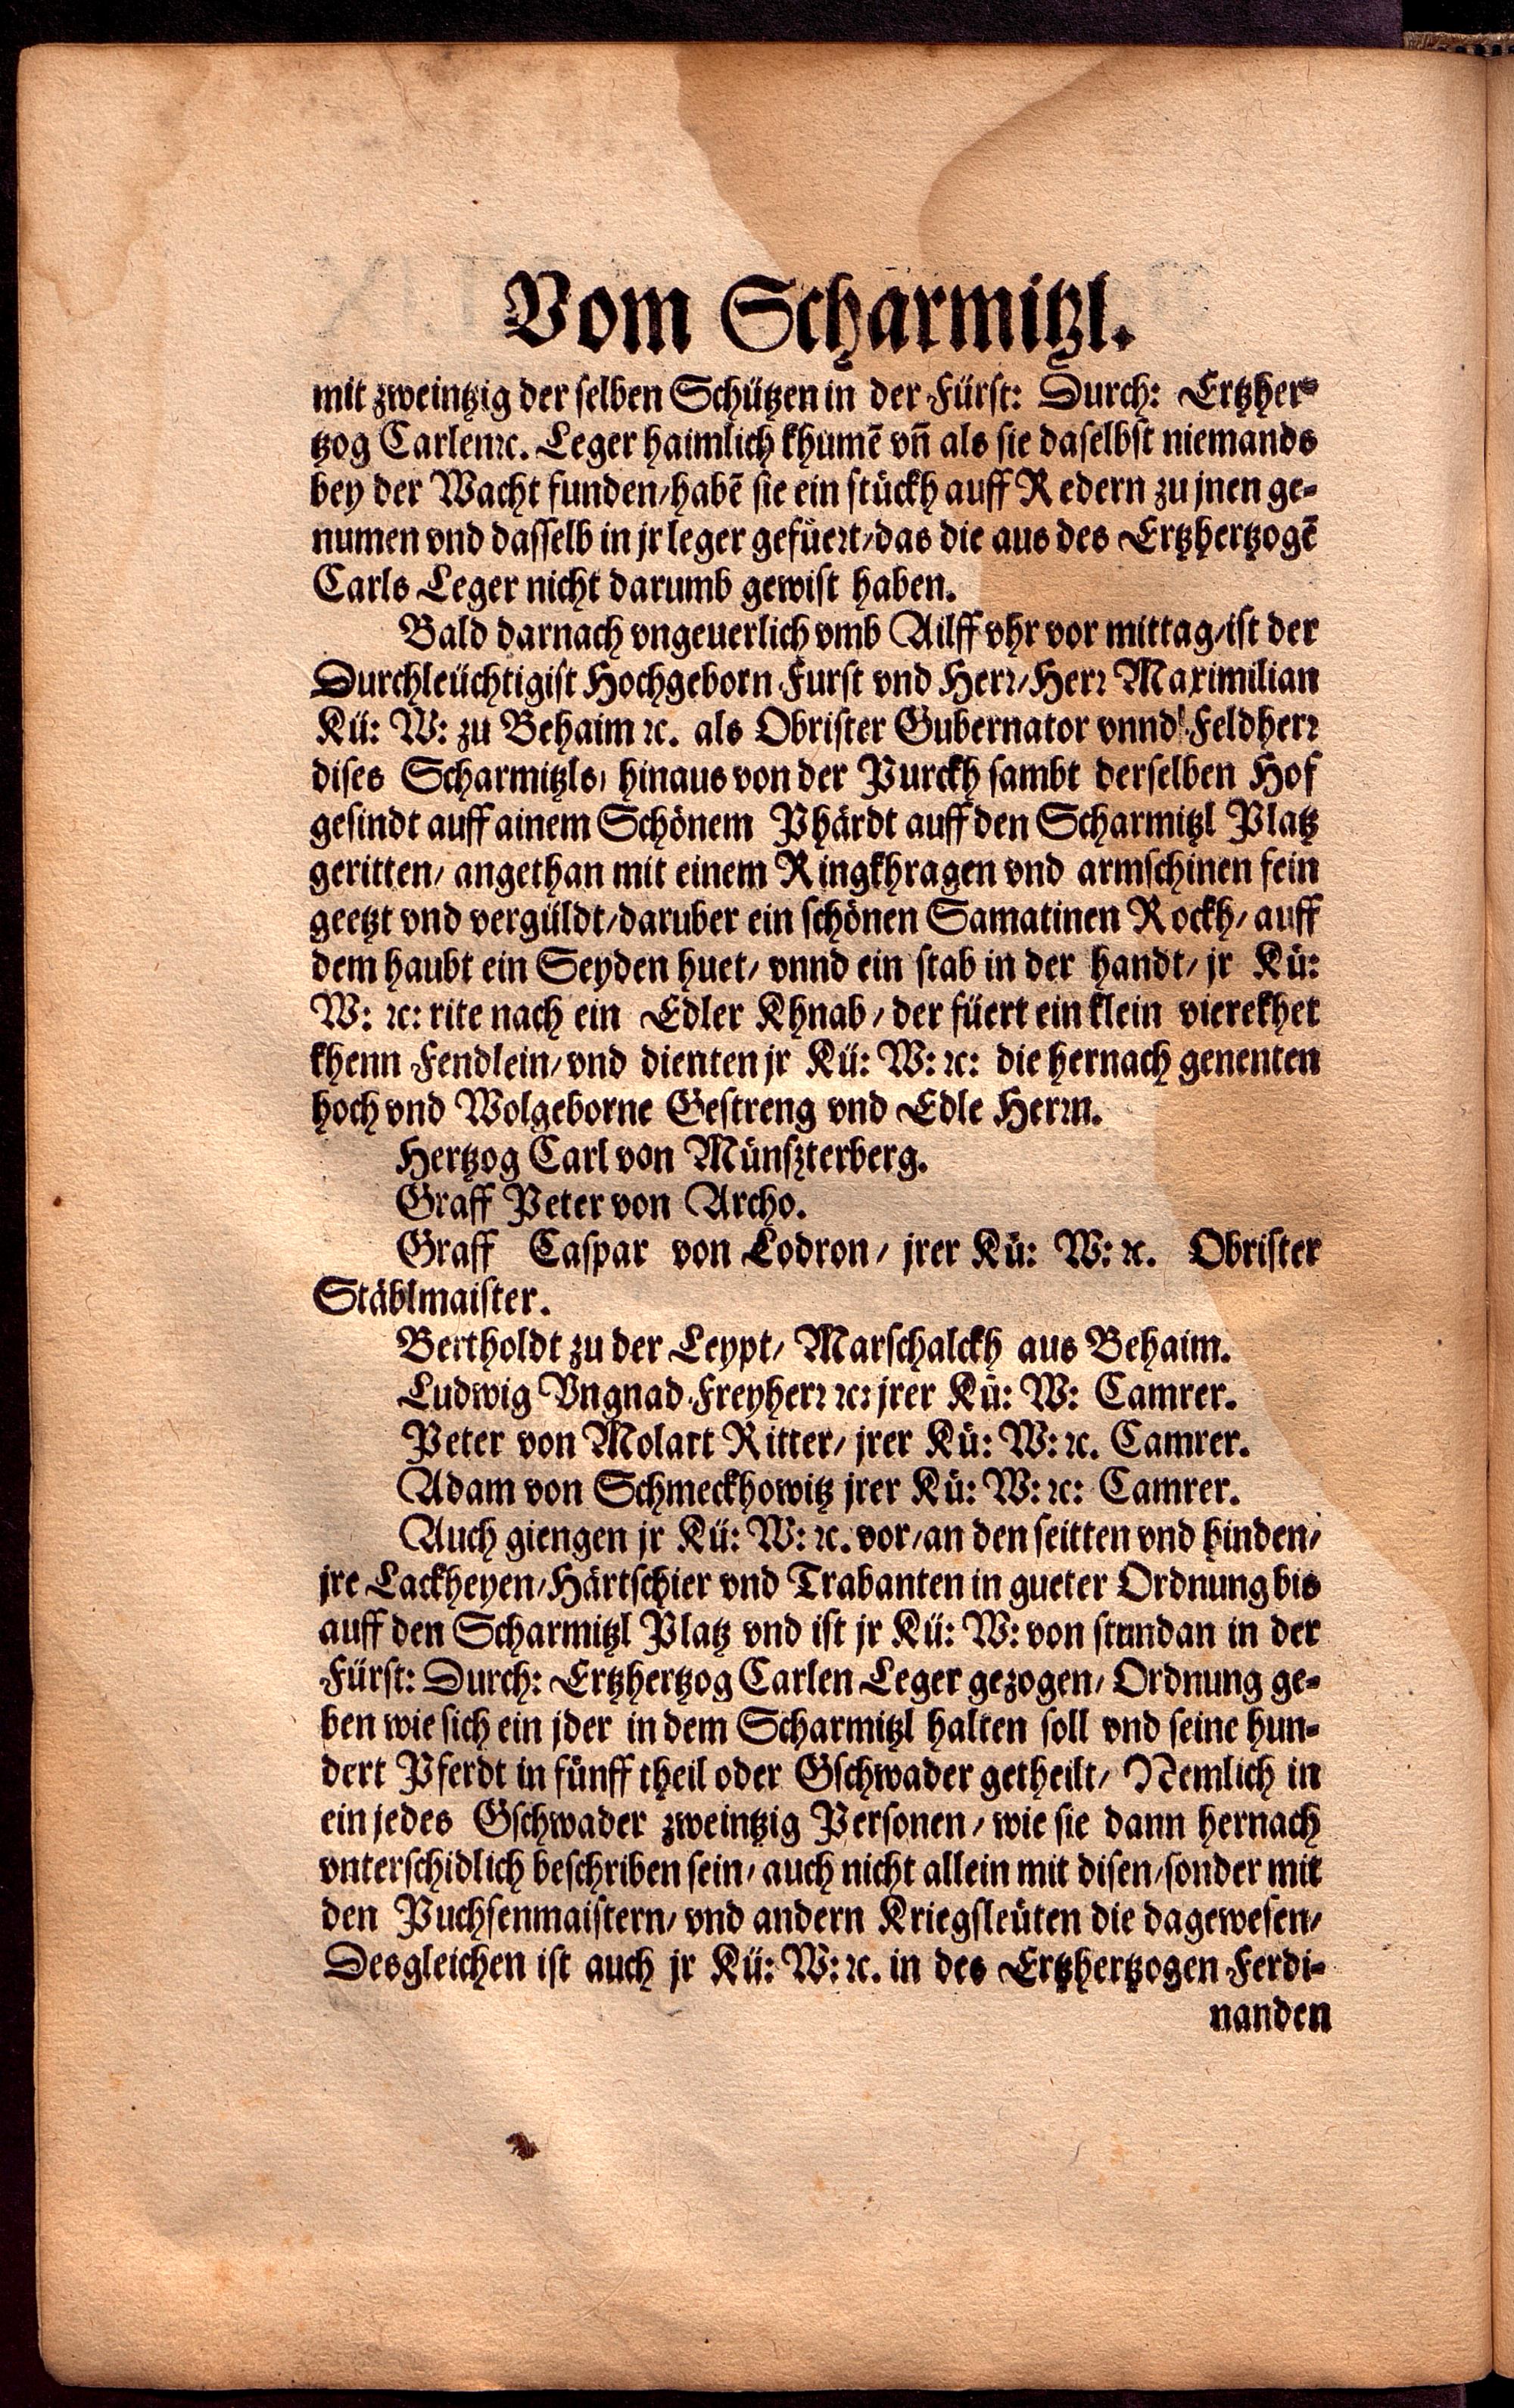 Vom Scharmitzl.
mit zweintzig der selben Schützen in der Fürst: Durch: Ertzher-
tzog Carlen ꝛc. Leger haimlich khumē vn̄ als sie daselbst niemands
bey der Wacht funden/habē sie ein stückh auff Redern zu jnen ge-
numen vnd dasselb in jr leger gefüert/das die aus des Ertzhertzogē
Carls Leger nicht darumb gewist haben.
Bald darnach vngeuerlich vmb Ailff vhr vor mittag/ist der
Durchleüchtigist Hochgeborn Furst vnd Herr/Herr Maximilian
Kü: W: zu Behaim ꝛc. als Obrister Gubernator vnnd Feldherr
dises Scharmitzls/ hinaus von der Purckh sambt derselben Hof
gesindt auff ainem Schönem Phärdt auff den Scharmitzl Platz
geritten/ angethan mit einem Ringkhragen vnd armschinen fein
geetzt vnd vergüldt/daruber ein schönen Samatinen Rockh/ auff
dem haubt ein Seyden huet/ vnnd ein stab in der handt/ jr Kü:
W: ꝛc: rite nach ein Edler Khnab/ der füert ein klein vierekhet
khenn Fendlein/ vnd dienten jr Kü: W: ꝛc: die hernach genenten
hoch vnd Wolgeborne Gestreng vnd Edle Herrn.
Hertzog Carl von Münszterberg.
Graff Peter von Archo.
Graff Caspar von Lodron/ jrer Kü: W: ꝛc. Obrister
Stäblmaister.
Bertholdt zu der Leypt/ Marschalckh aus Behaim.
Ludwig Vngnad Freyherr ꝛc: jrer Kü: W: Camrer.
Peter von Molart Ritter/ jrer Kü: W: ꝛc. Camrer.
Adam von Schmeckhowitz jrer Kü: W: ꝛc: Camrer.
Auch giengen jr Kü: W: ꝛc. vor/an den seitten vnd hinden/
jre Lackheyen/Härtschier vnd Trabanten in gueter Ordnung bis
auff den Scharmitzl Platz vnd ist jr Kü: W: von stundan in der
Fürst: Durch: Ertzhertzog Carlen Leger gezogen/ Ordnung ge-
ben wie sich ein jder in dem Scharmitzl halten soll vnd seine hun-
dert Pferdt in fünff theil oder Gschwader getheilt/ Nemlich in
ein jedes Gschwader zweintzig Personen/ wie sie dann hernach
vnterschidlich beschriben sein/ auch nicht allein mit disen/sonder mit
den Puchsenmaistern/ vnd andern Kriegsleüten die dagewesen/
Desgleichen ist auch jr Kü: W: ꝛc. in des Ertzhertzogen Ferdi-
nanden